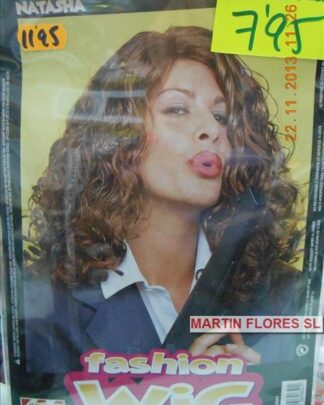 NATASHA
11'95
7'95
22.11.2013 11:26
MARTIN FLORES SL
fashion
WiG